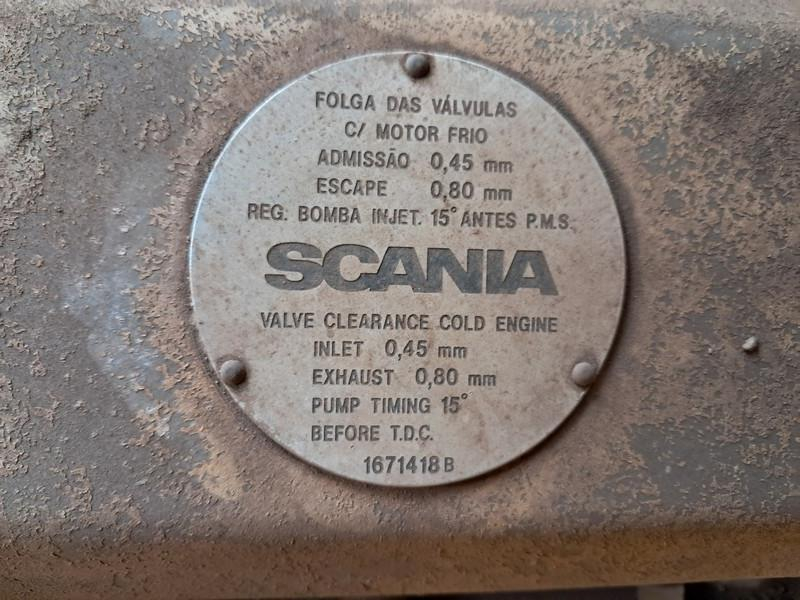 FOLGA DAS VÁLVULAS
C/ MOTOR FRIO
ADMISSÃO 0,45 mm
ESCAPE 0,80 mm
REG. BOMBA INJET. 15° ANTES P.M.S.
SCANIA
VALVE CLEARANCE COLD ENGINE
INLET 0,45 mm
EXHAUST 0,80 mm
PUMP TIMING 15°
BEFORE T.D.C.
1671418 B